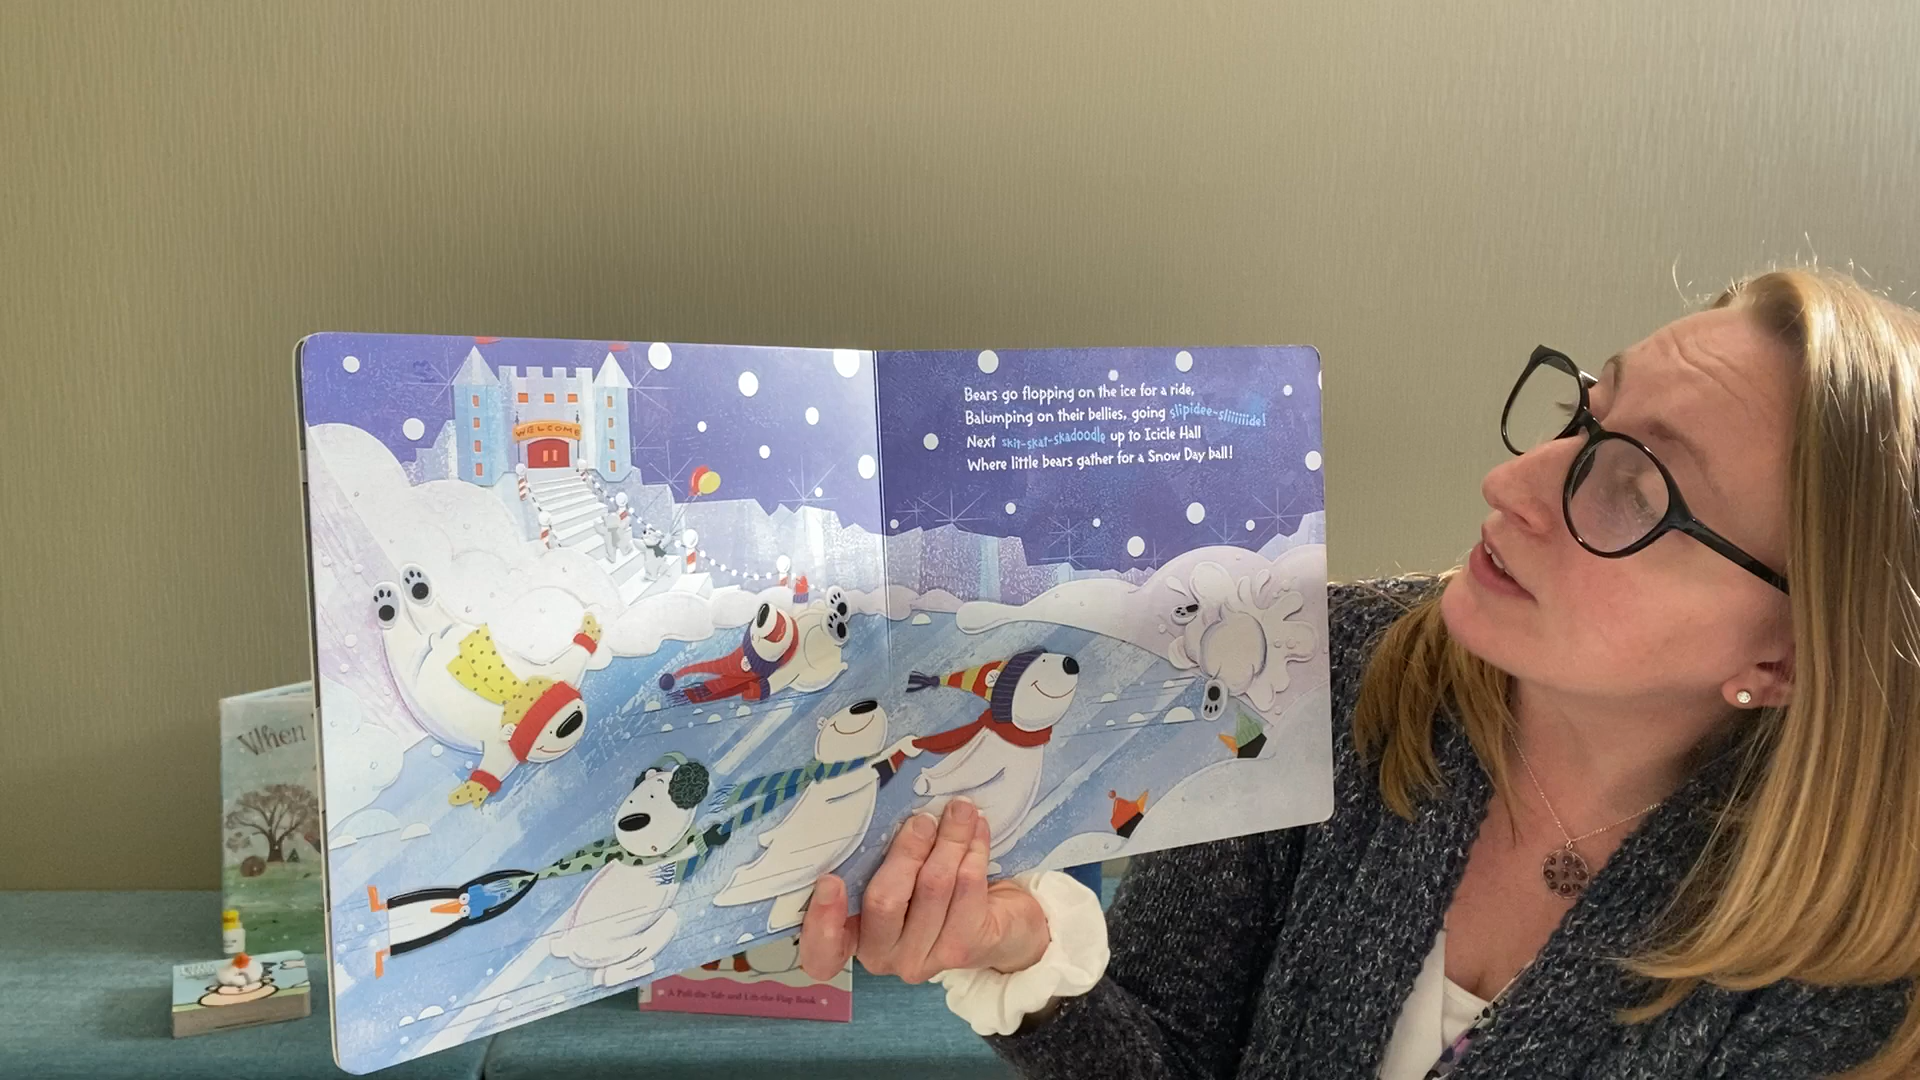 WELCOME
Bears go flopping on the ice for a ride,
Balumping on their bellies, going slipidee-sliiiiiide!
Next skit-skat-skadoodle up to Icicle Hall
Where little bears gather for a Snow Day ball!
When
A Pull-the-Tab and Lift-the-Flap Book